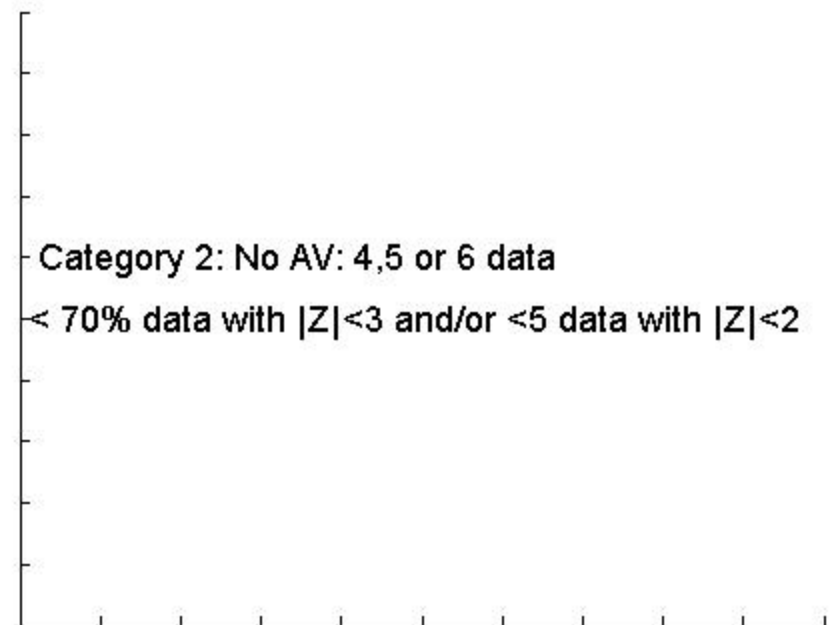 Category 2: No AV: 4,5 or 6 data
< 70% data with |Z|<3 and/or <5 data with |Z|<2